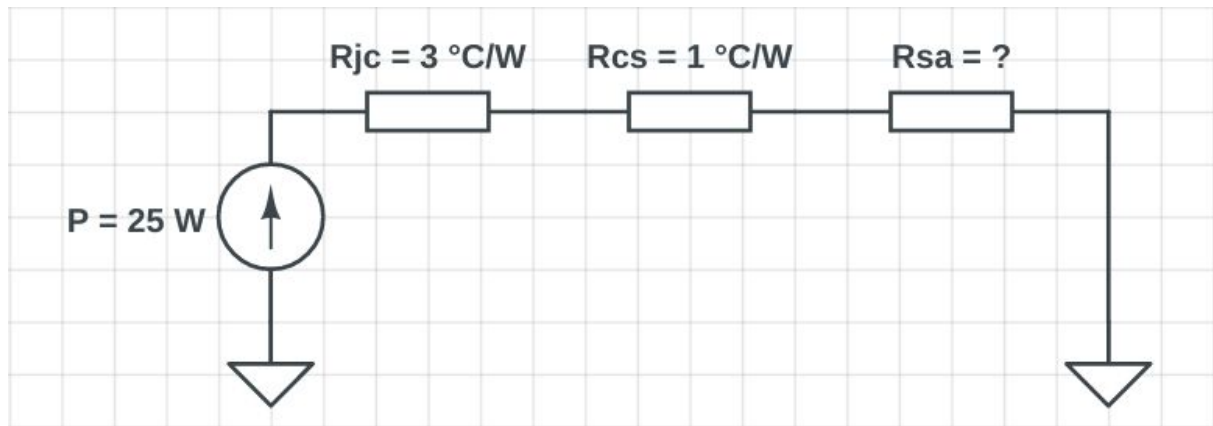 Rjc = 3 °C/W
Rcs = 1 °C/W
Rsa = ?
P = 25 W